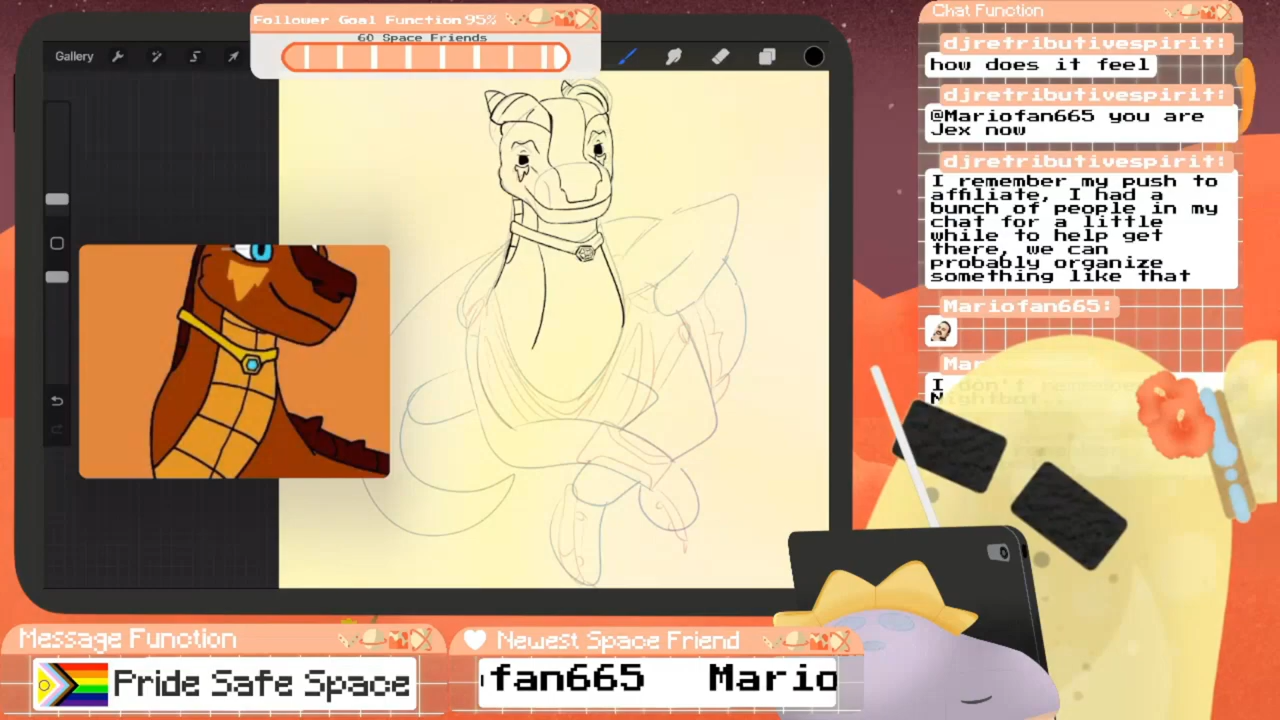 Follower Goal Function 95%
60 Space Friends
Gallery
Chat Function
djretributivespirit:
how does it feel
djretributivespirit:
@Mariofan665 you are
Jex now
djretributivespirit:
I remember my push to
affiliate, I had a
bunch of people in my
chat for a little
while to help get
there, we can
probably organize
something like that
Mariofan665:
I don't remember
Nightbot
Message Function
Pride Safe Space
Newest Space Friend
fan665 Mario